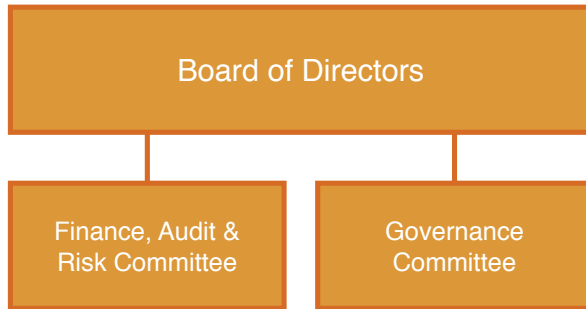 Board of Directors
Finance, Audit &
Risk Committee
Governance
Committee